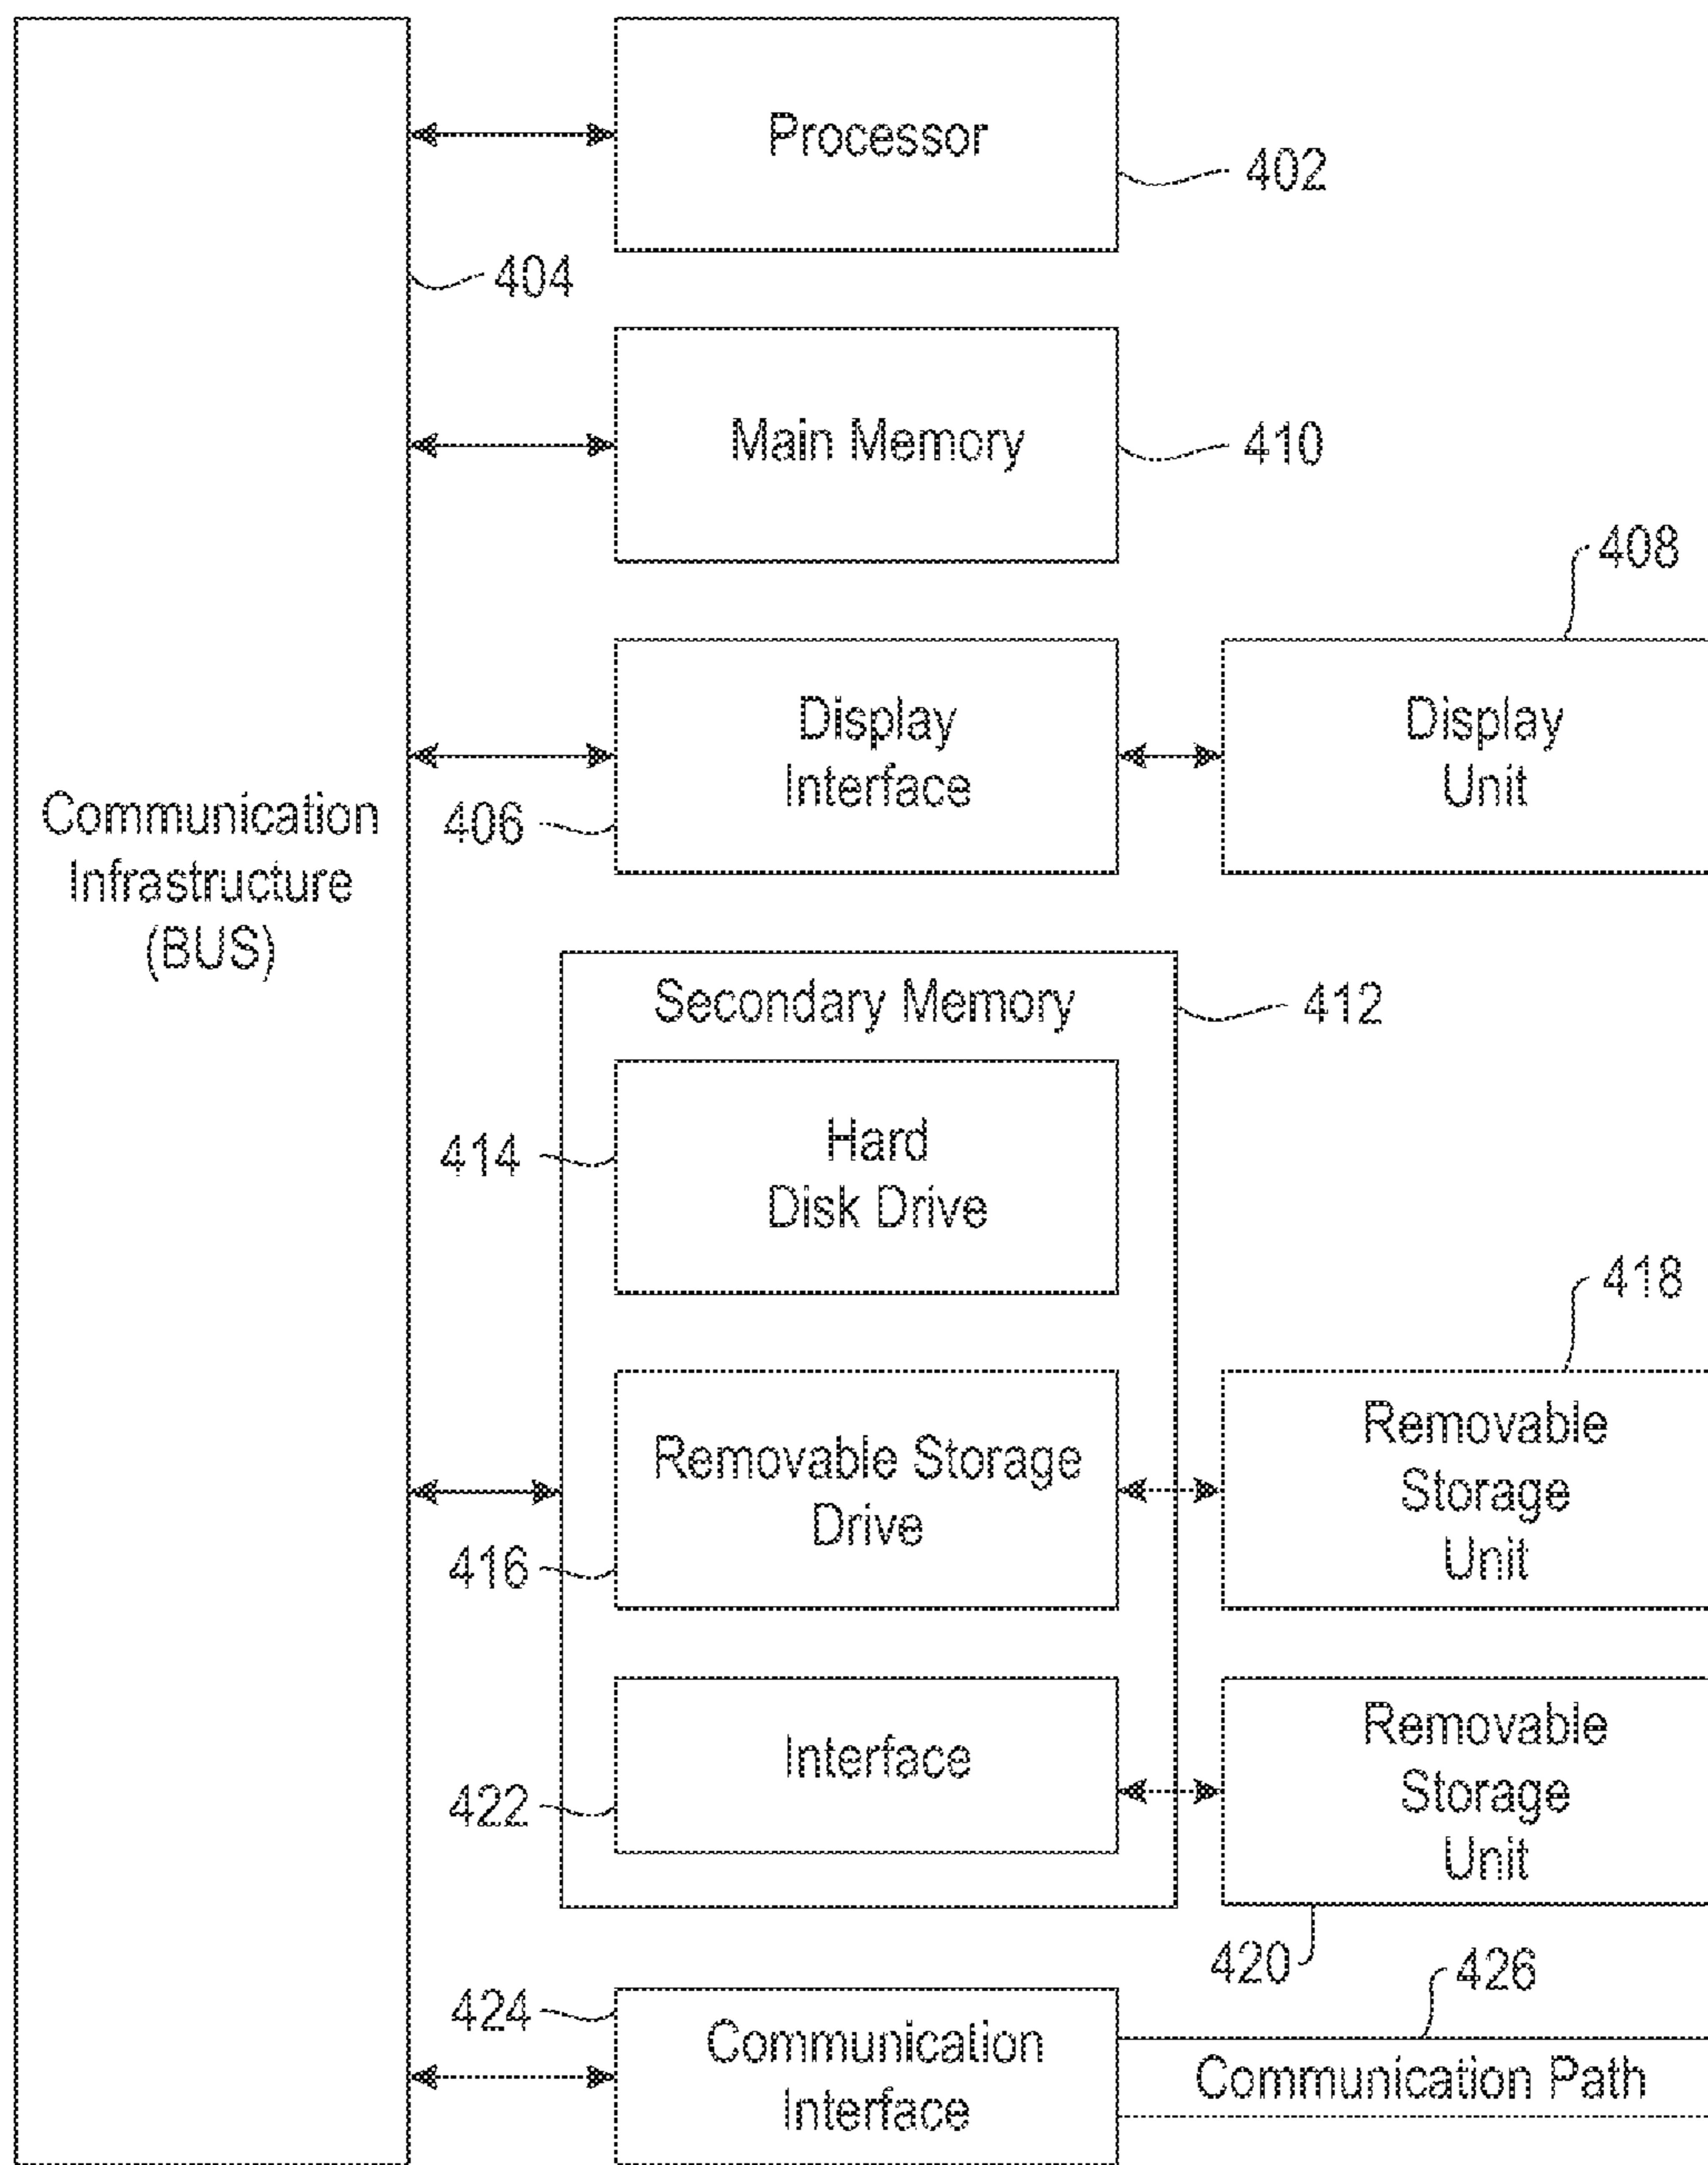 Processor
402
404
Main Memory
410
408
Display
Interface
406
Display
Unit
Communication
Infrastructure
(BUS)
Secondary Memory
412
Hard
Disk Drive
414
418
Removable Storage
Drive
416
Removable
Storage
Unit
Interface
422
Removable
Storage
Unit
420
426
424
Communication
Interface
Communication Path